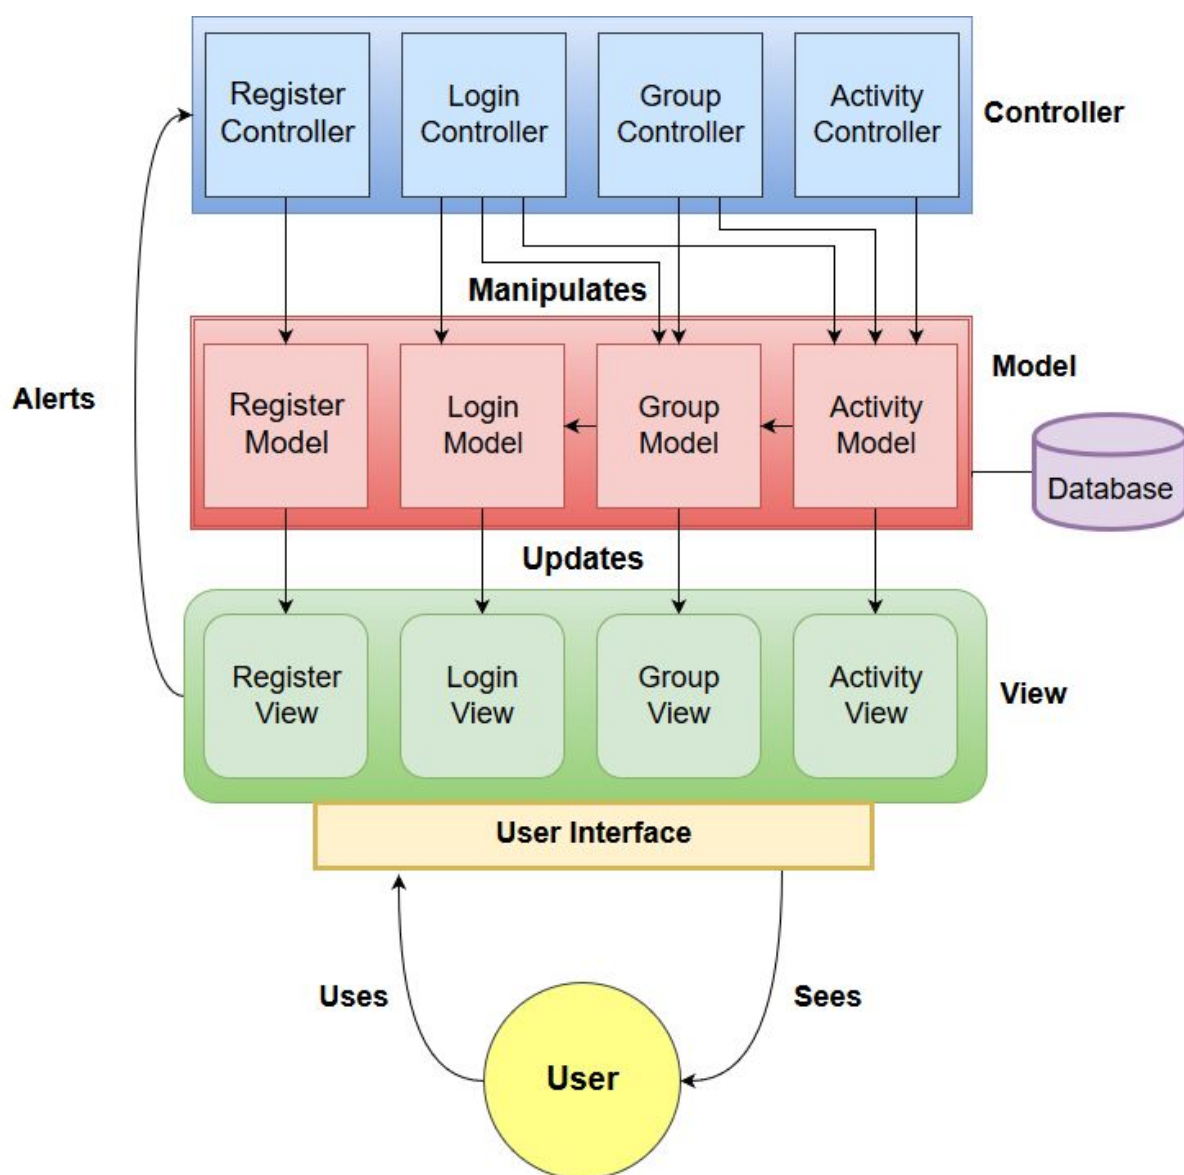 Register
Controller
Login
Controller
Group
Controller
Activity
Controller
Controller
Manipulates
Alerts
Register
Model
Login
Model
Group
Model
Activity
Model
Model
Database
Updates
Register
View
Login
View
Group
View
Activity
View
View
User Interface
Uses
Sees
User